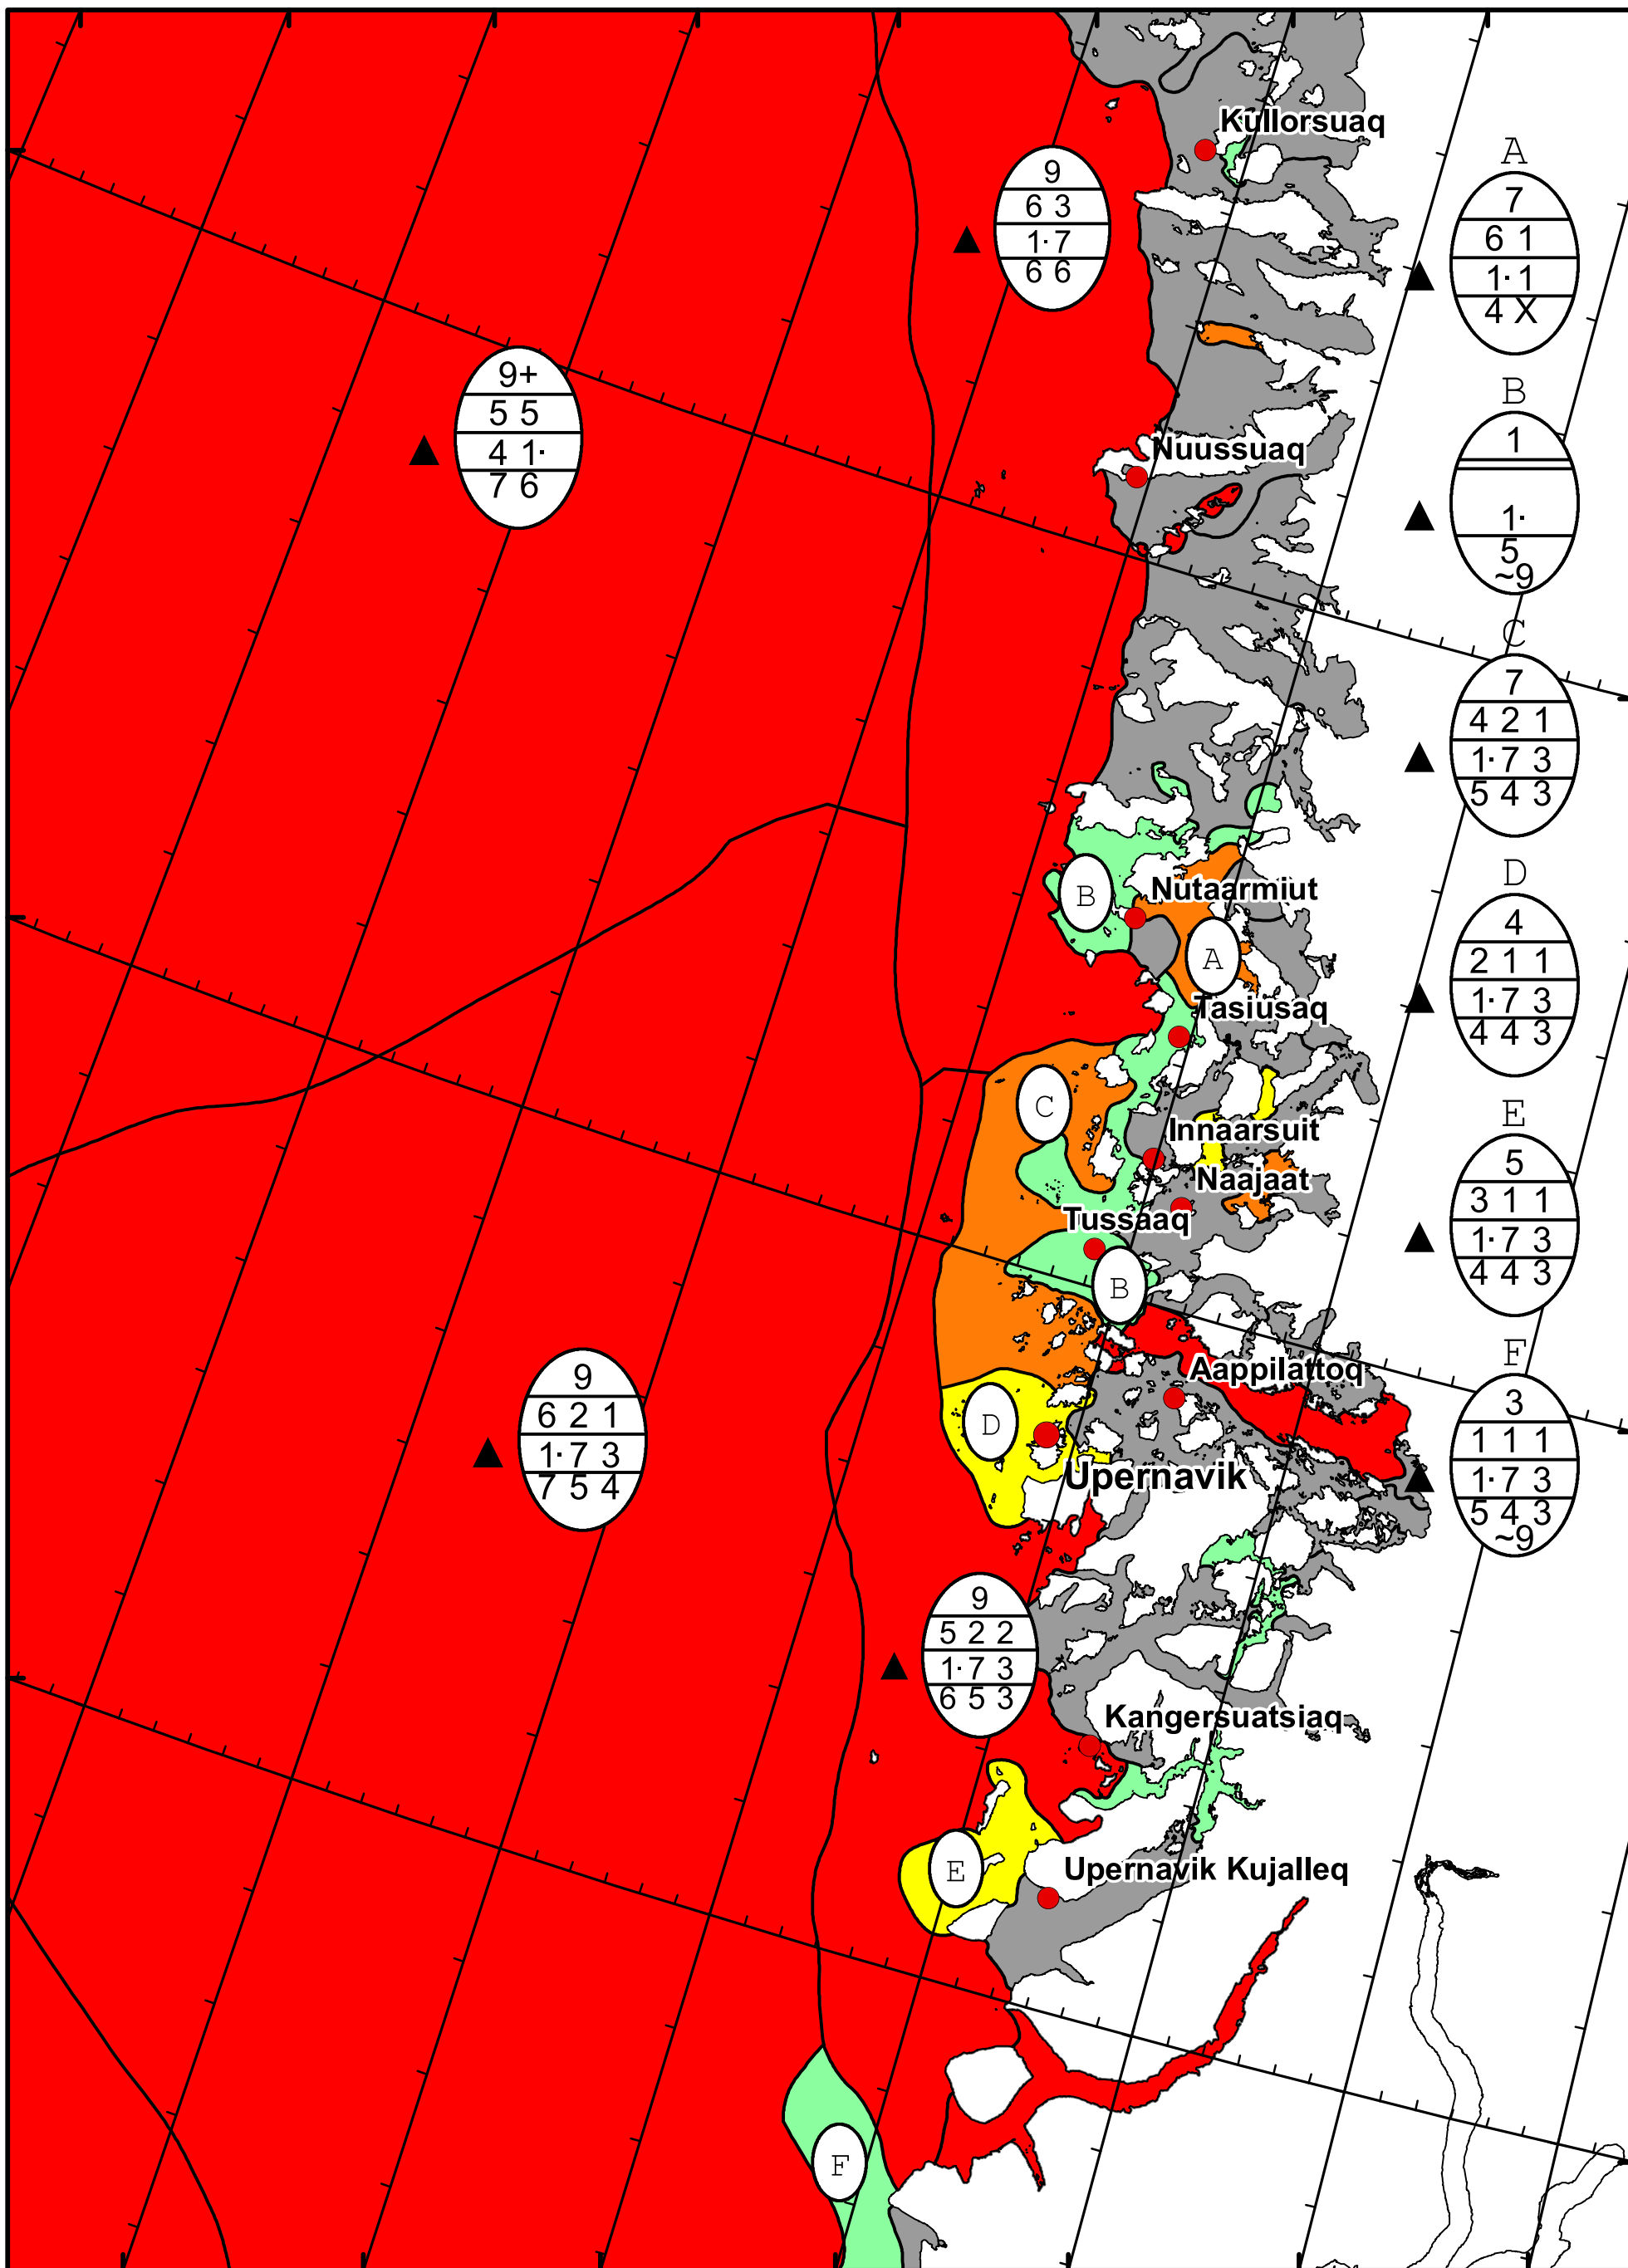 Kullorsuaq
9
6 3
1· 7
6 6
A
7
6 1
1· 1
4 X
9+
5 5
4 1·
7 6
Nuussuaq
B
1
1·
5
~9
C
7
4 2 1
1· 7 3
5 4 3
B
Nutaarmiut
A
D
4
2 1 1
1· 7 3
4 4 3
Tasiusaq
C
Innaarsuit
Naajaat
Tussaaq
B
E
5
3 1 1
1· 7 3
4 4 3
9
6 2 1
1· 7 3
7 5 4
D
Aappilattoq
Upernavik
F
3
1 1 1
1· 7 3
5 4 3
~9
9
5 2 2
1· 7 3
6 5 3
Kangersuatsiaq
E
Upernavik Kujalleq
F